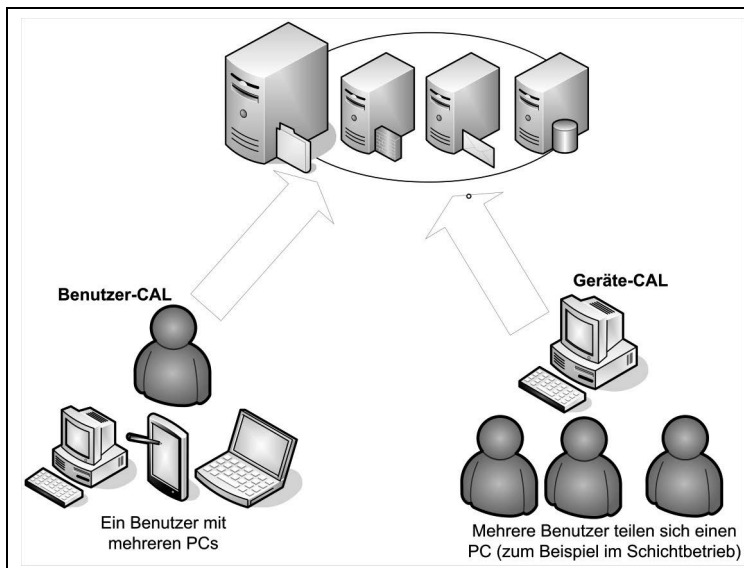 Benutzer-CAL
Ein Benutzer mit
mehreren PCs
Geräte-CAL
Mehrere Benutzer teilen sich einen
PC (zum Beispiel im Schichtbetrieb)